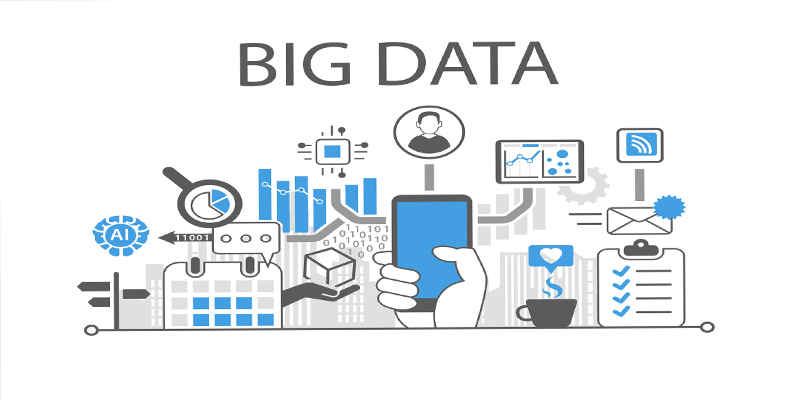 BIG DATA
AI
11001